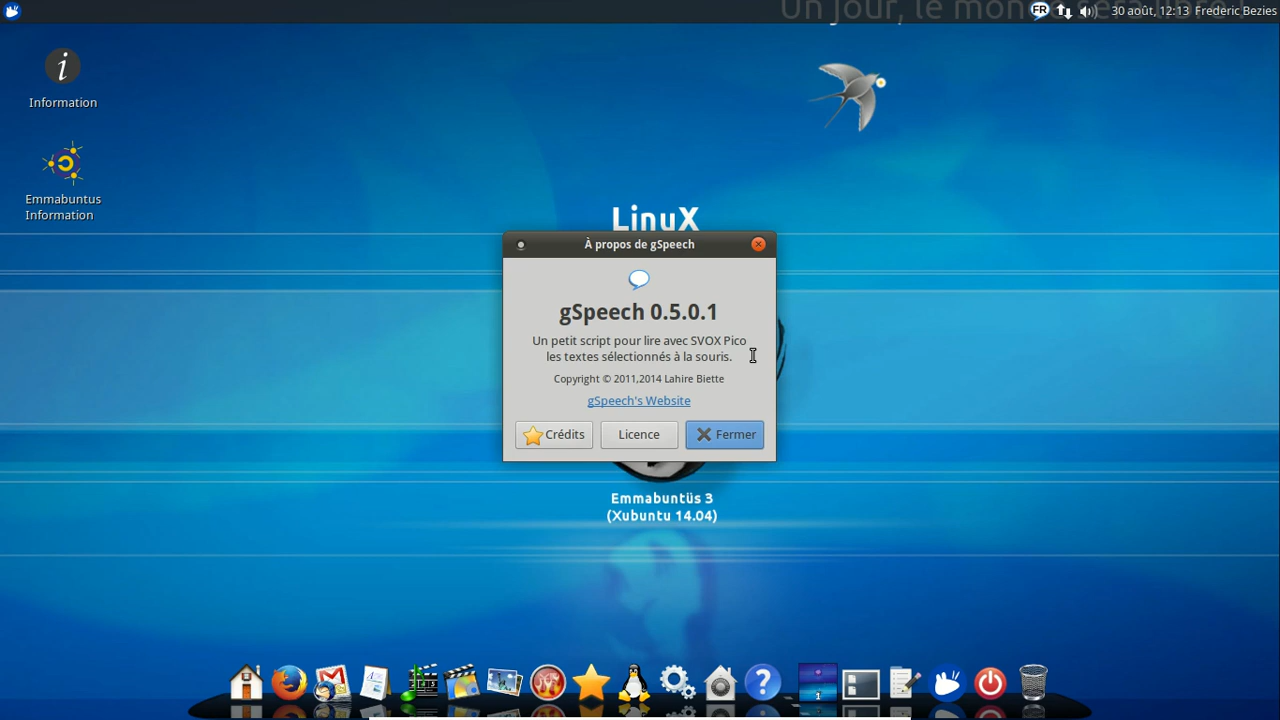 Un jour, le mon
FR
30 août, 12:13 Frederic Bezies
Information
Emmabuntus
Information
LinuX
À propos de gSpeech
gSpeech 0.5.0.1
Un petit script pour lire avec SVOX Pico
les textes sélectionnés à la souris.
Copyright © 2011,2014 Lahire Biette
gSpeech's Website
Crédits
Licence
Fermer
Emmabuntüs 3
(Xubuntu 14.04)
1